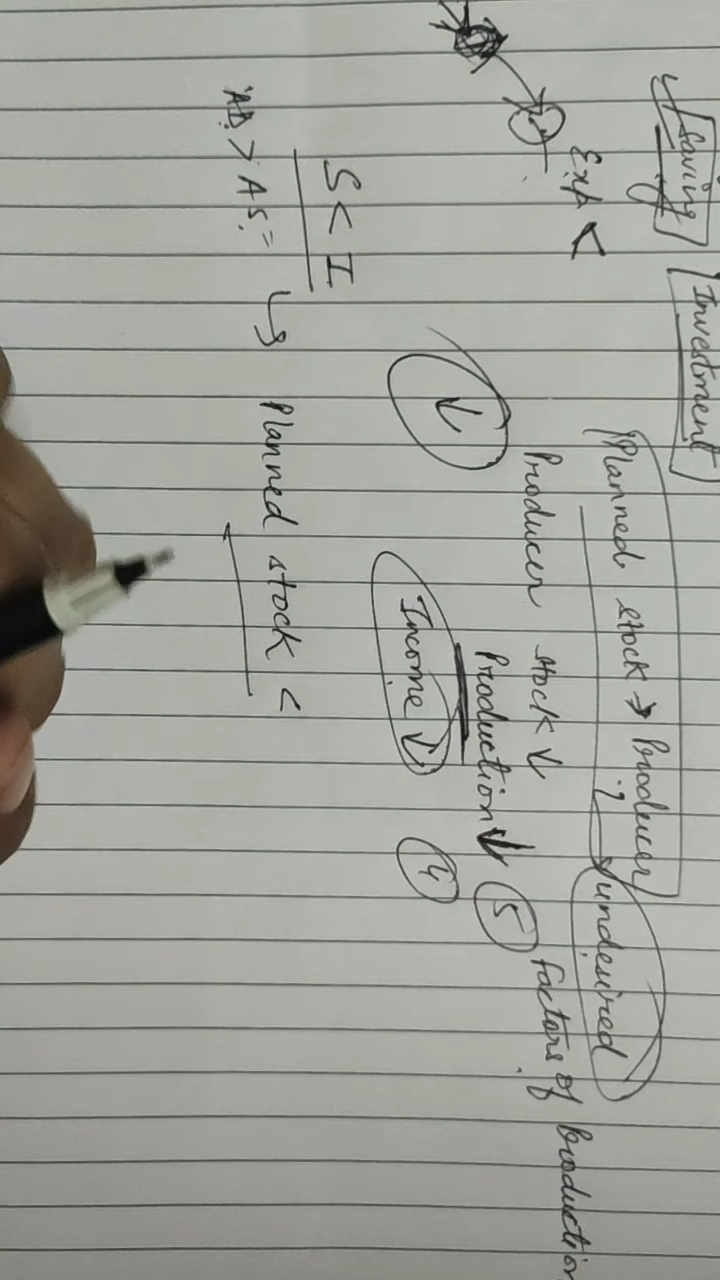 Saving Investment
Exp < {Planned stock → Producer
undesired
Producer stock ↓
Production ↓ 5 factors of Production
↓ Income ↓ 4
S < I
AD > AS = ↳ Planned stock <